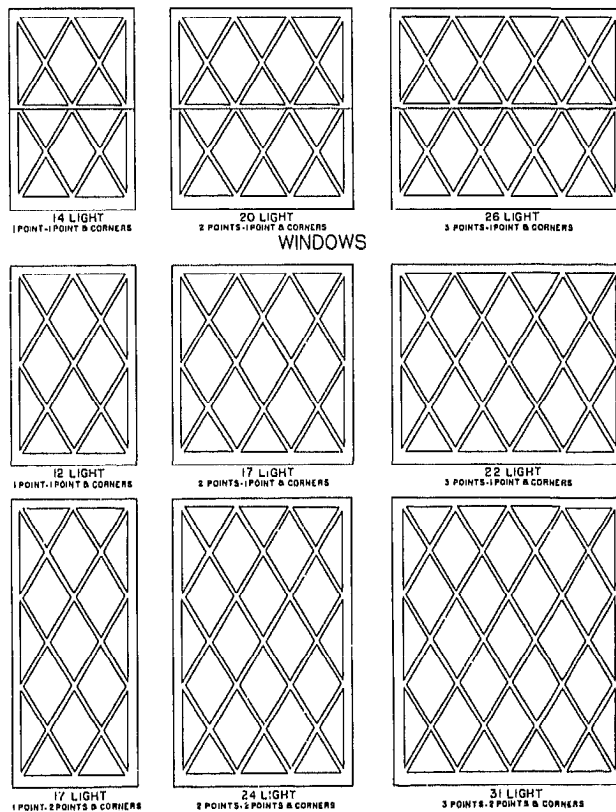 14 LIGHT
1 POINT-1 POINT & CORNERS
20 LIGHT
2 POINTS-1 POINT & CORNERS
26 LIGHT
3 POINTS-1 POINT & CORNERS
WINDOWS
12 LIGHT
1 POINT-1 POINT & CORNERS
17 LIGHT
2 POINTS-1 POINT & CORNERS
22 LIGHT
3 POINTS-1 POINT & CORNERS
17 LIGHT
1 POINT-2 POINTS & CORNERS
24 LIGHT
2 POINTS-2 POINTS & CORNERS
31 LIGHT
3 POINTS-2 POINTS & CORNERS